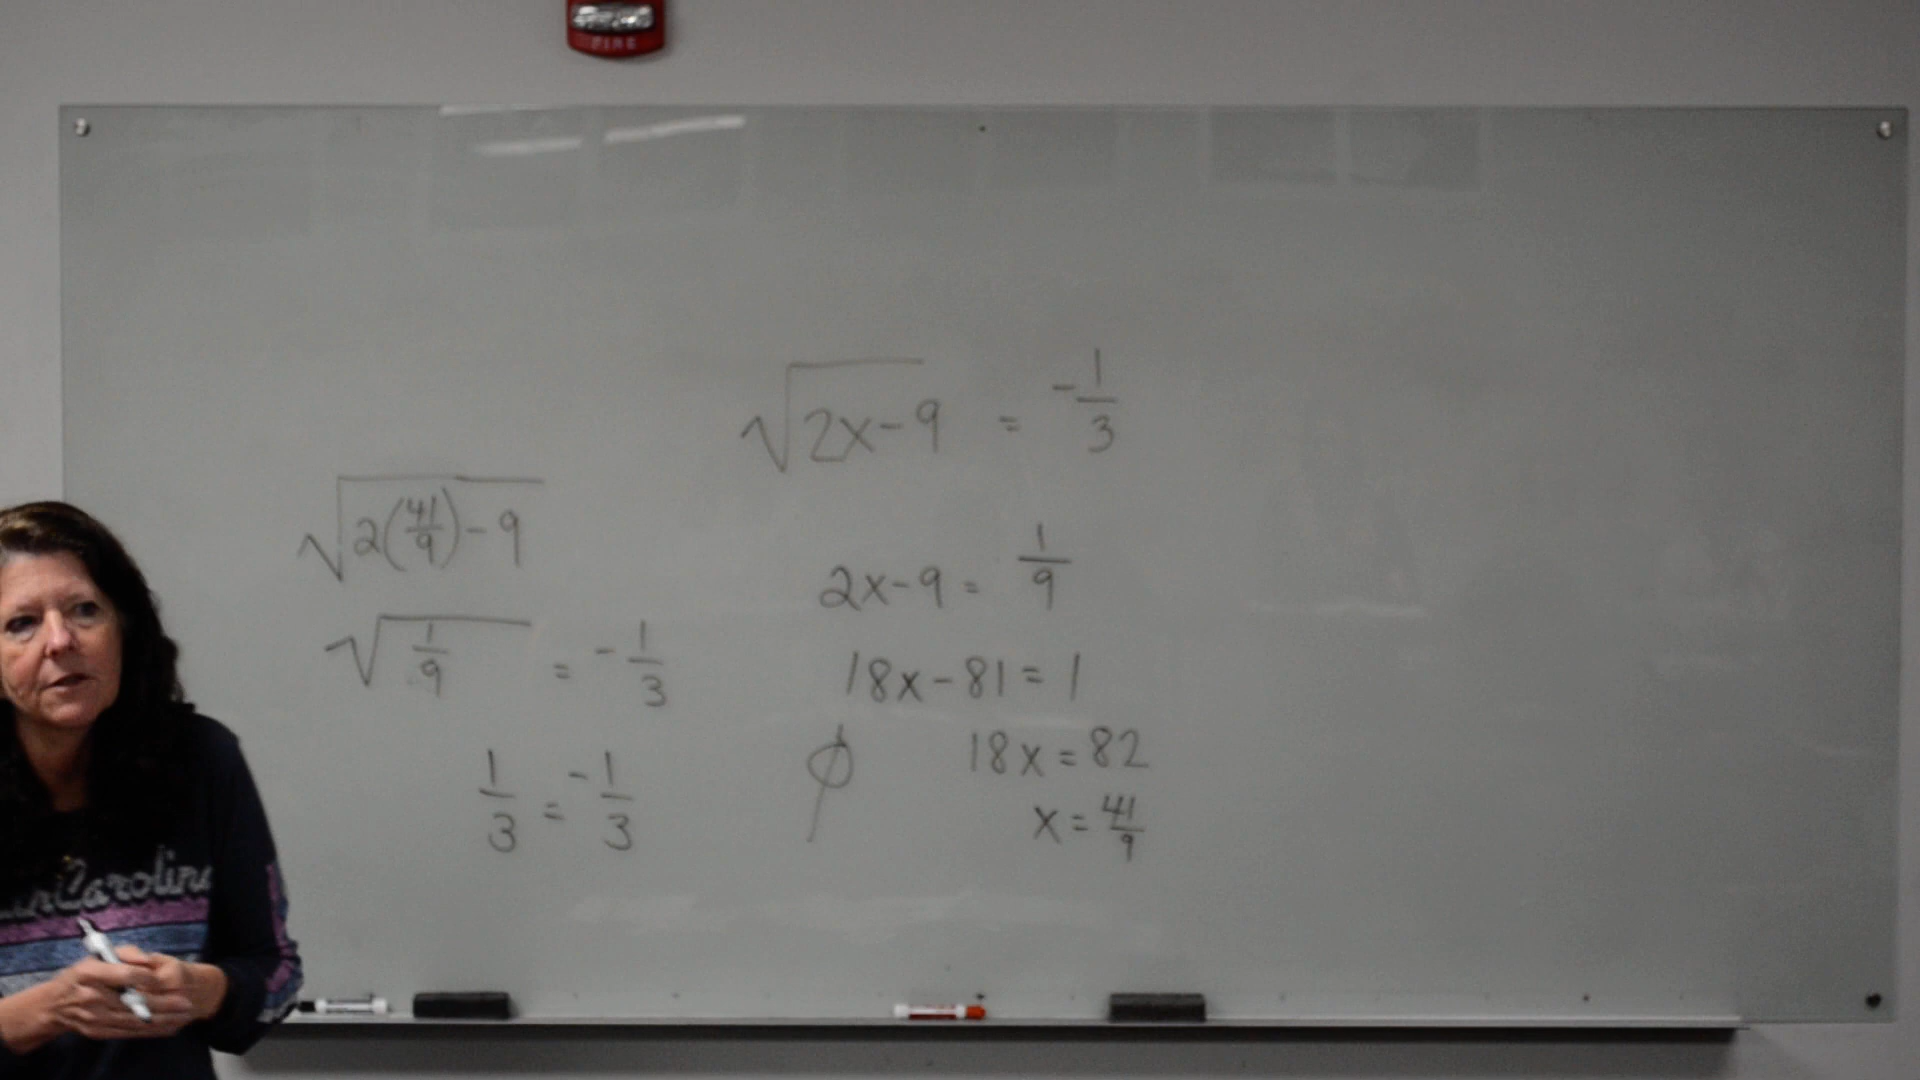 FIRE
√(2x-9) = -1/3
√(2(41/9)-9)
2x-9 = 1/9
√(1/9) = -1/3
18x-81 = 1
∅ 18x = 82
1/3 = -1/3
x = 41/9
Carolina